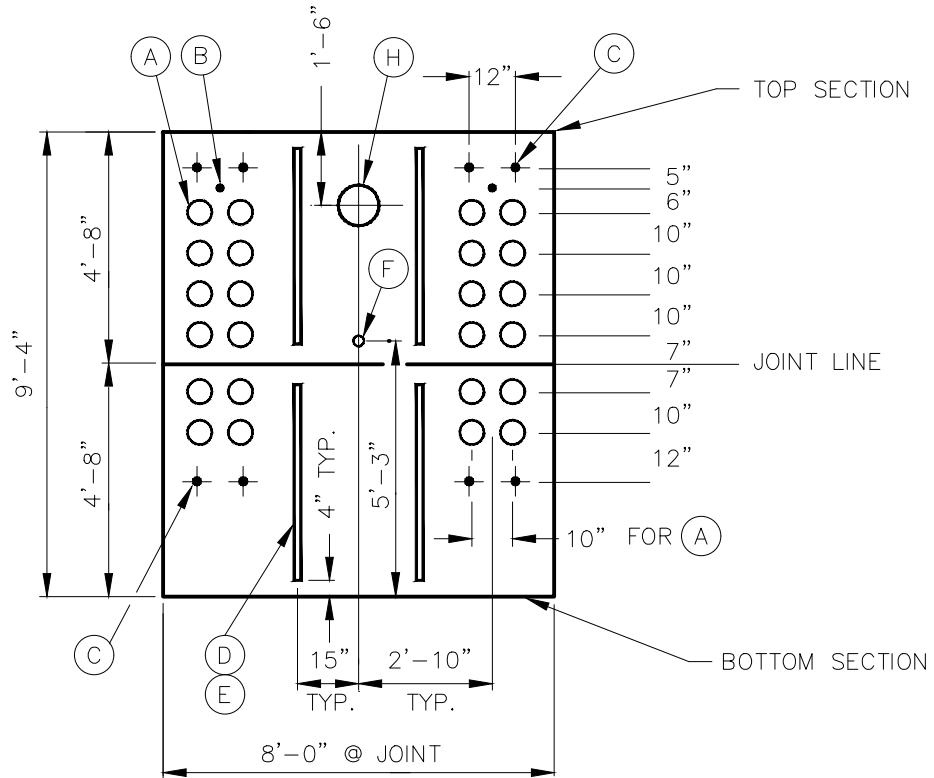 1'-6"
A
B
H
12"
C
TOP SECTION
5"
6"
10"
10"
10"
7"
JOINT LINE
7"
10"
12"
4'-8"
9'-4"
4'-8"
F
4" TYP.
5'-3"
10" FOR A
C
D
E
15"
TYP.
2'-10"
TYP.
BOTTOM SECTION
8'-0" @ JOINT